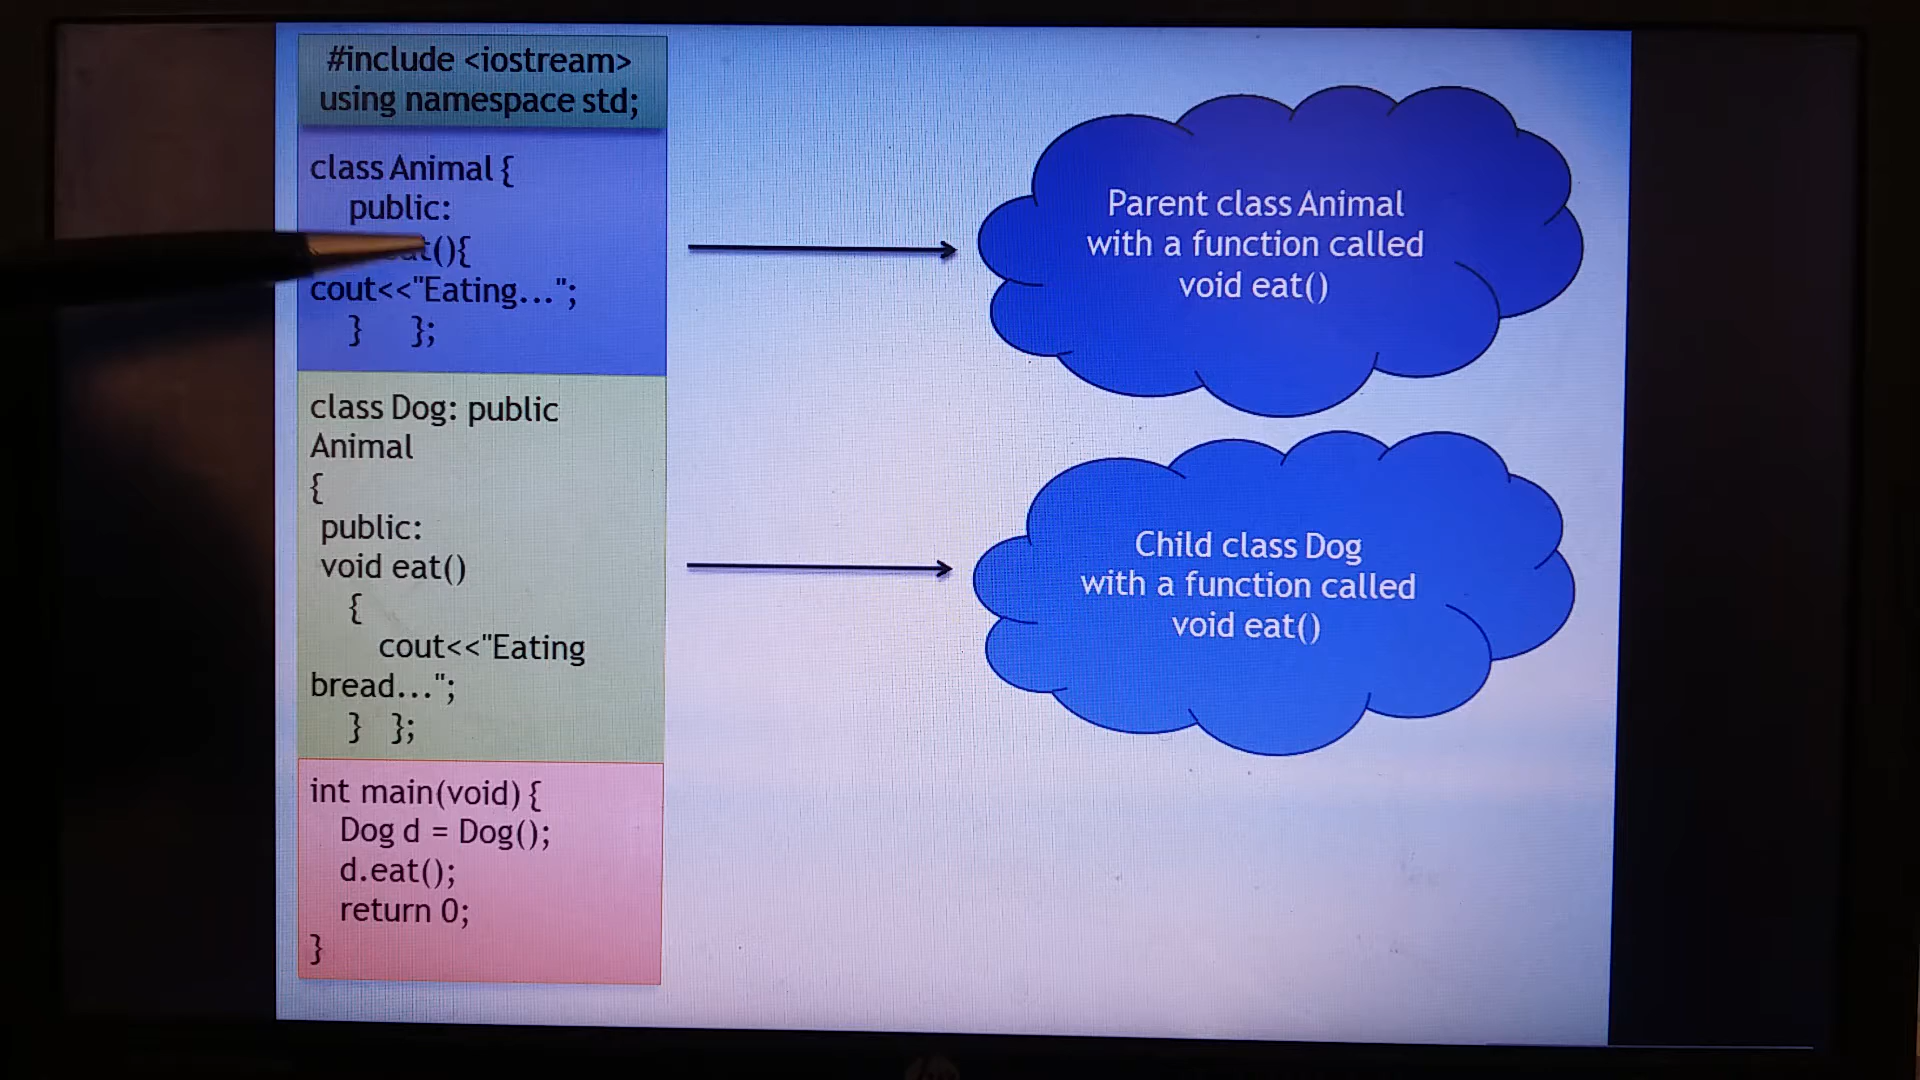 #include <iostream>
using namespace std;
class Animal {
public:
cout<<"Eating...";
} };
class Dog: public
Animal
{
public:
void eat()
{
cout<<"Eating
bread...";
} };
int main(void) {
Dog d = Dog();
d.eat();
return 0;
}
Parent class Animal
with a function called
void eat()
Child class Dog
with a function called
void eat()